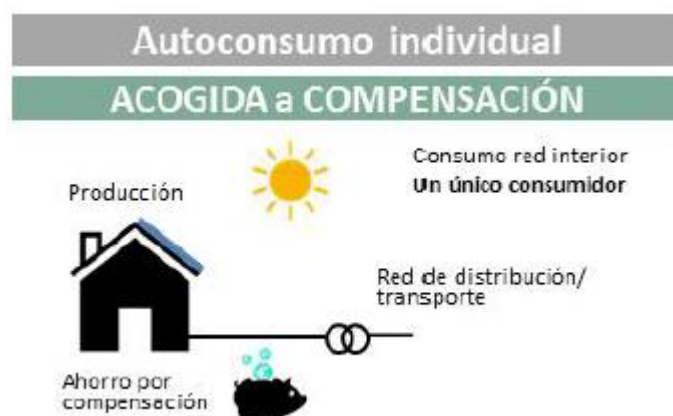 Autoconsumo individual
ACOGIDA a COMPENSACIÓN
Consumo red interior
Un único consumidor
Producción
Red de distribución/
transporte
Ahorro por
compensación
€